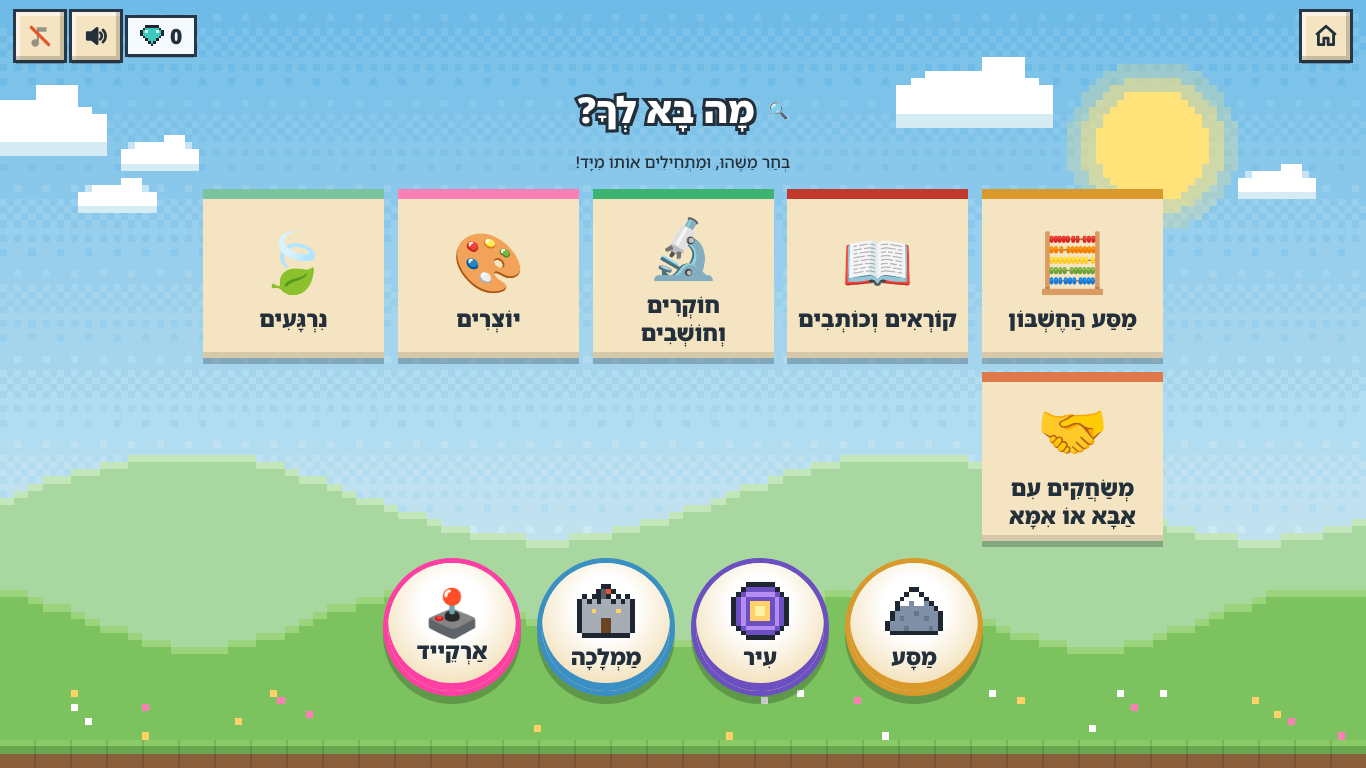 0
מָה בָּא לְךָ?
בְּחַר מַשֶּׁהוּ, וּמַתְחִילִים אוֹתוֹ מִיָּד!
מַסַּע הַחֶשְׁבּוֹן
קוֹרְאִים וְכוֹתְבִים
חוֹקְרִים
וְחוֹשְׁבִים
יוֹצְרִים
נִרְגָּעִים
מְשַׂחֲקִים עִם
אַבָּא אוֹ אִמָּא
מַסָּע
עִיר
מַמְלָכָה
אַרְקֵייד